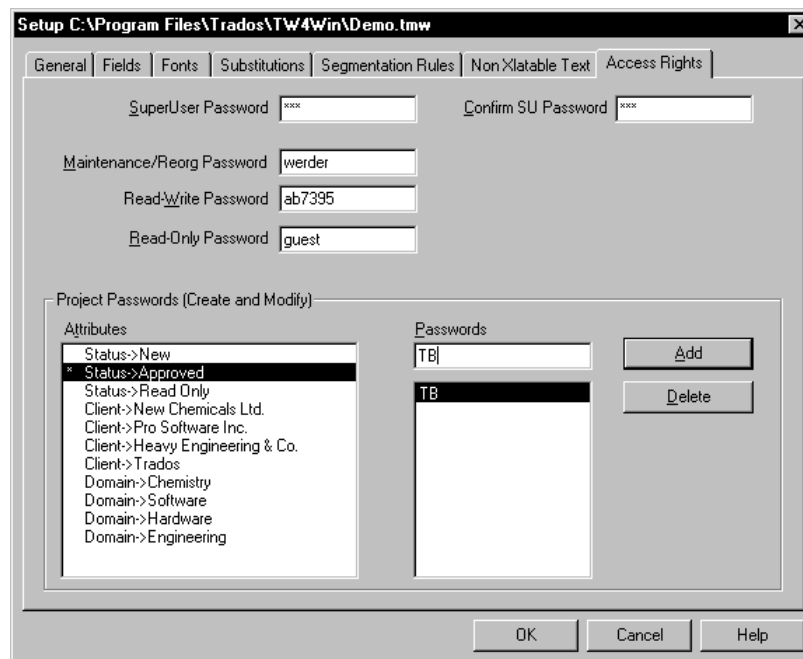 Setup C:\Program Files\Trados\TW4Win\Demo.tmw
General Fields Fonts Substitutions Segmentation Rules Non Xlatable Text Access Rights
SuperUser Password *** Confirm SU Password ***
Maintenance/Reorg Password werder
Read-Write Password ab7395
Read-Only Password guest
Project Passwords (Create and Modify)
Attributes Passwords
Status->New TB Add
* Status->Approved
Status->Read Only TB Delete
Client->New Chemicals Ltd.
Client->Pro Software Inc.
Client->Heavy Engineering & Co.
Client->Trados
Domain->Chemistry
Domain->Software
Domain->Hardware
Domain->Engineering
OK Cancel Help